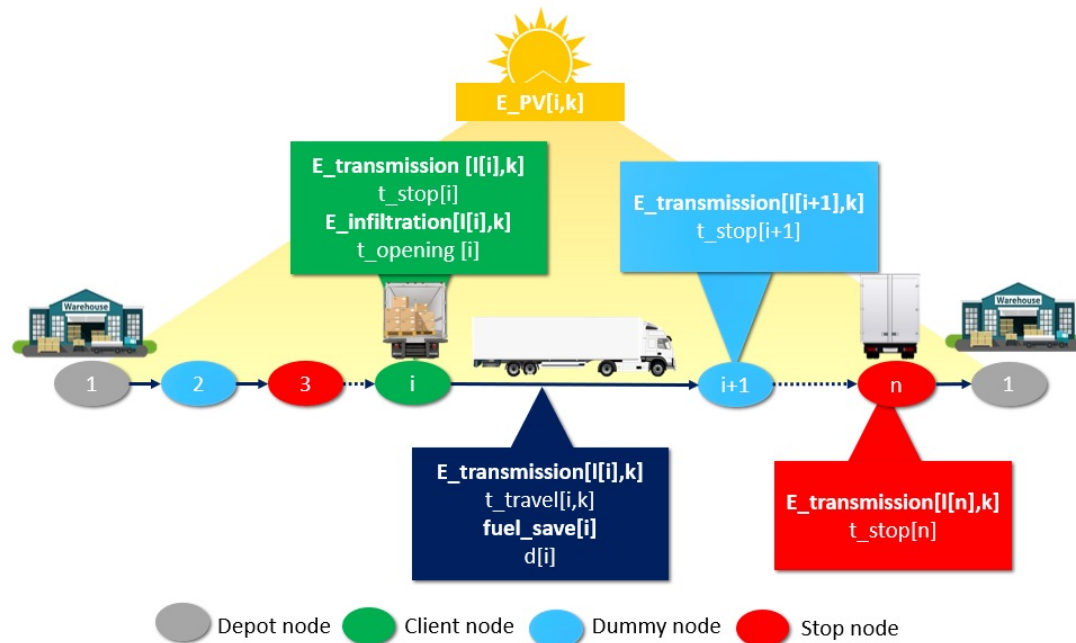 E_PV[i,k]
E_transmission [l[i],k]
t_stop[i]
E_infiltration[l[i],k]
t_opening [i]
E_transmission[l[i+1],k]
t_stop[i+1]
Warehouse
Warehouse
1
2
3
i
i+1
n
1
E_transmission[l[i],k]
t_travel[i,k]
fuel_save[i]
d[i]
E_transmission[l[n],k]
t_stop[n]
Depot node
Client node
Dummy node
Stop node